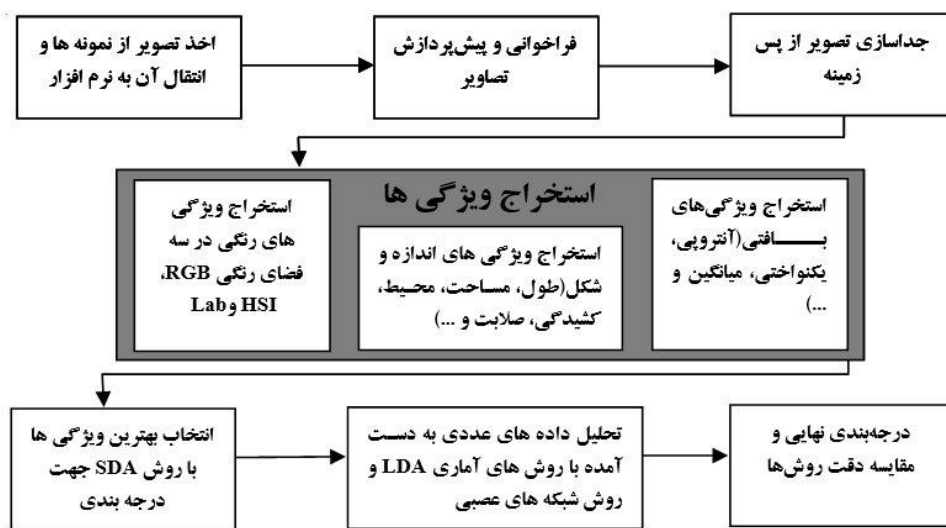 اخذ تصویر از نمونه ها و
انتقال آن به نرم افزار
فراخوانی و پیش‌پردازش
تصاویر
جداسازی تصویر از پس
زمینه
استخراج ویژگی ها
استخراج ویژگی
های رنگی در سه
فضای رنگی RGB،
HSI وLab
استخراج ویژگی های اندازه و
شکل(طول، مساحت، محیط،
کشیدگی، صلابت و ...)
استخراج ویژگی‌های
بـــــافتی(آنتروپی،
یکنواختی، میانگین و
...)
انتخاب بهترین ویژگی ها
با روش SDA جهت
درجه بندی
تحلیل داده های عددی به دست
آمده با روش های آماری LDA و
روش شبکه های عصبی
درجه‌بندی نهایی و
مقایسه دقت روش‌ها